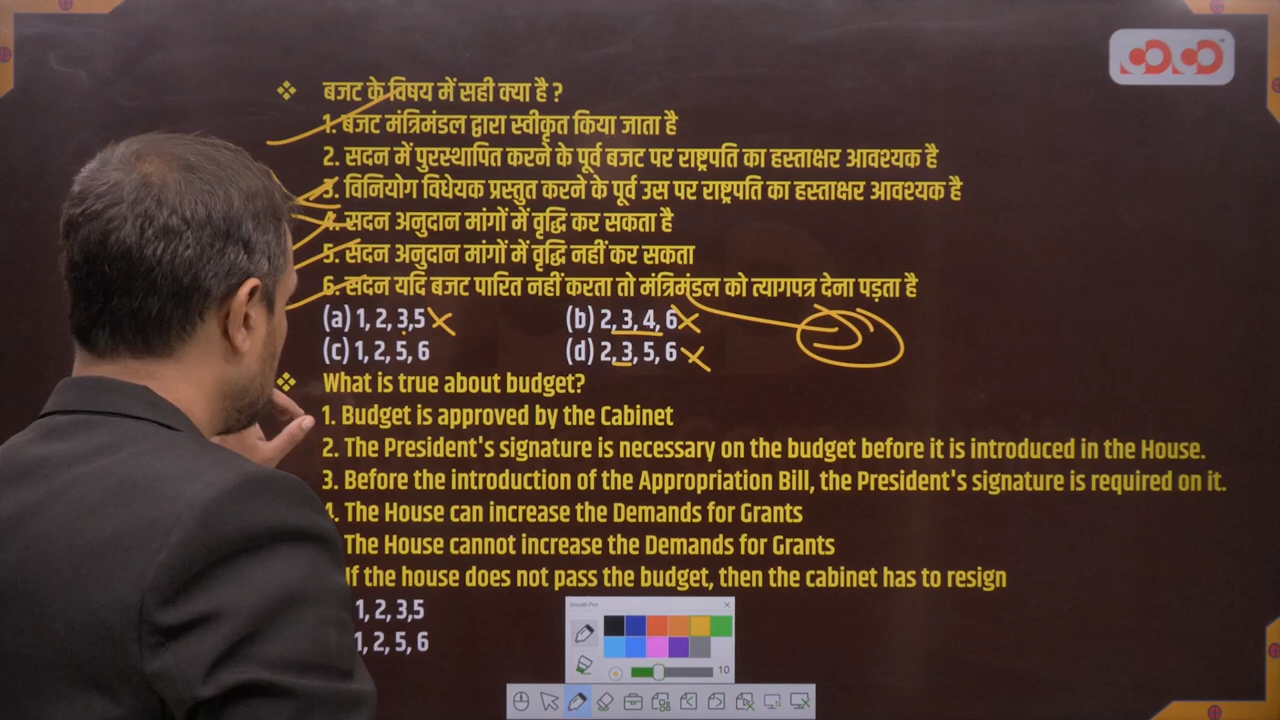 ❖ बजट के विषय में सही क्या है ?
1. बजट मंत्रिमंडल द्वारा स्वीकृत किया जाता है
2. सदन में पुरस्थापित करने के पूर्व बजट पर राष्ट्रपति का हस्ताक्षर आवश्यक है
3. विनियोग विधेयक प्रस्तुत करने के पूर्व उस पर राष्ट्रपति का हस्ताक्षर आवश्यक है
4. सदन अनुदान मांगों में वृद्धि कर सकता है
5. सदन अनुदान मांगों में वृद्धि नहीं कर सकता
6. सदन यदि बजट पारित नहीं करता तो मंत्रिमंडल को त्यागपत्र देना पड़ता है
(a) 1, 2, 3,5 (b) 2, 3, 4, 6
(c) 1, 2, 5, 6 (d) 2, 3, 5, 6
❖ What is true about budget?
1. Budget is approved by the Cabinet
2. The President's signature is necessary on the budget before it is introduced in the House.
3. Before the introduction of the Appropriation Bill, the President's signature is required on it.
4. The House can increase the Demands for Grants
The House cannot increase the Demands for Grants
If the house does not pass the budget, then the cabinet has to resign
1, 2, 3,5
1, 2, 5, 6
10